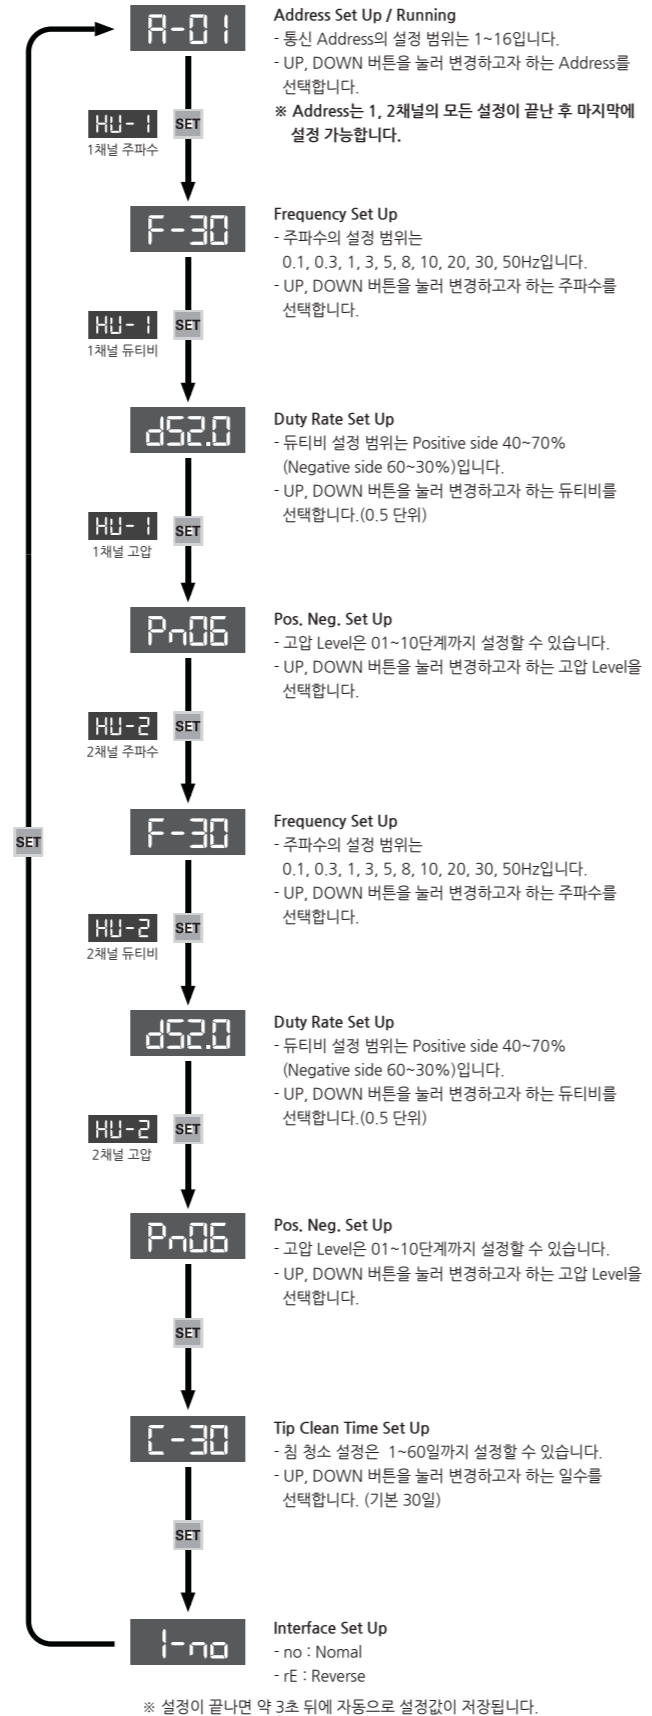 A-01
Address Set Up / Running
- 통신 Address의 설정 범위는 1~16입니다.
- UP, DOWN 버튼을 눌러 변경하고자 하는 Address를
선택합니다.
※ Address는 1, 2채널의 모든 설정이 끝난 후 마지막에
설정 가능합니다.
HU-1
SET
1채널 주파수
F-30
Frequency Set Up
- 주파수의 설정 범위는
0.1, 0.3, 1, 3, 5, 8, 10, 20, 30, 50Hz입니다.
- UP, DOWN 버튼을 눌러 변경하고자 하는 주파수를
선택합니다.
HU-1
SET
1채널 듀티비
d52.0
Duty Rate Set Up
- 듀티비 설정 범위는 Positive side 40~70%
(Negative side 60~30%)입니다.
- UP, DOWN 버튼을 눌러 변경하고자 하는 듀티비를
선택합니다.(0.5 단위)
HU-1
SET
1채널 고압
Pn06
Pos. Neg. Set Up
- 고압 Level은 01~10단계까지 설정할 수 있습니다.
- UP, DOWN 버튼을 눌러 변경하고자 하는 고압 Level을
선택합니다.
HU-2
SET
2채널 주파수
F-30
Frequency Set Up
- 주파수의 설정 범위는
0.1, 0.3, 1, 3, 5, 8, 10, 20, 30, 50Hz입니다.
- UP, DOWN 버튼을 눌러 변경하고자 하는 주파수를
선택합니다.
SET
HU-2
SET
2채널 듀티비
d52.0
Duty Rate Set Up
- 듀티비 설정 범위는 Positive side 40~70%
(Negative side 60~30%)입니다.
- UP, DOWN 버튼을 눌러 변경하고자 하는 듀티비를
선택합니다.(0.5 단위)
HU-2
SET
2채널 고압
Pn06
Pos. Neg. Set Up
- 고압 Level은 01~10단계까지 설정할 수 있습니다.
- UP, DOWN 버튼을 눌러 변경하고자 하는 고압 Level을
선택합니다.
SET
C-30
Tip Clean Time Set Up
- 침 청소 설정은 1~60일까지 설정할 수 있습니다.
- UP, DOWN 버튼을 눌러 변경하고자 하는 일수를
선택합니다. (기본 30일)
SET
I-no
Interface Set Up
- no : Nomal
- rE : Reverse
※ 설정이 끝나면 약 3초 뒤에 자동으로 설정값이 저장됩니다.